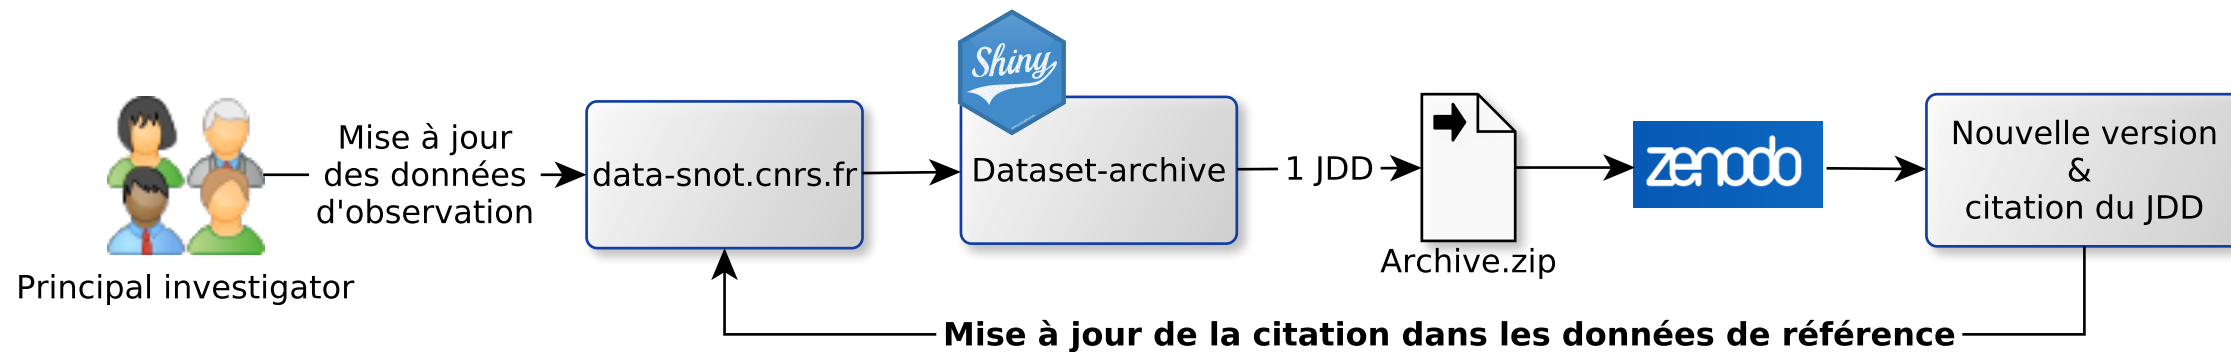 Shiny
Mise à jour
des données
d'observation
data-snot.cnrs.fr
Dataset-archive
1 JDD
zenodo
Nouvelle version
&
citation du JDD
Archive.zip
Principal investigator
Mise à jour de la citation dans les données de référence